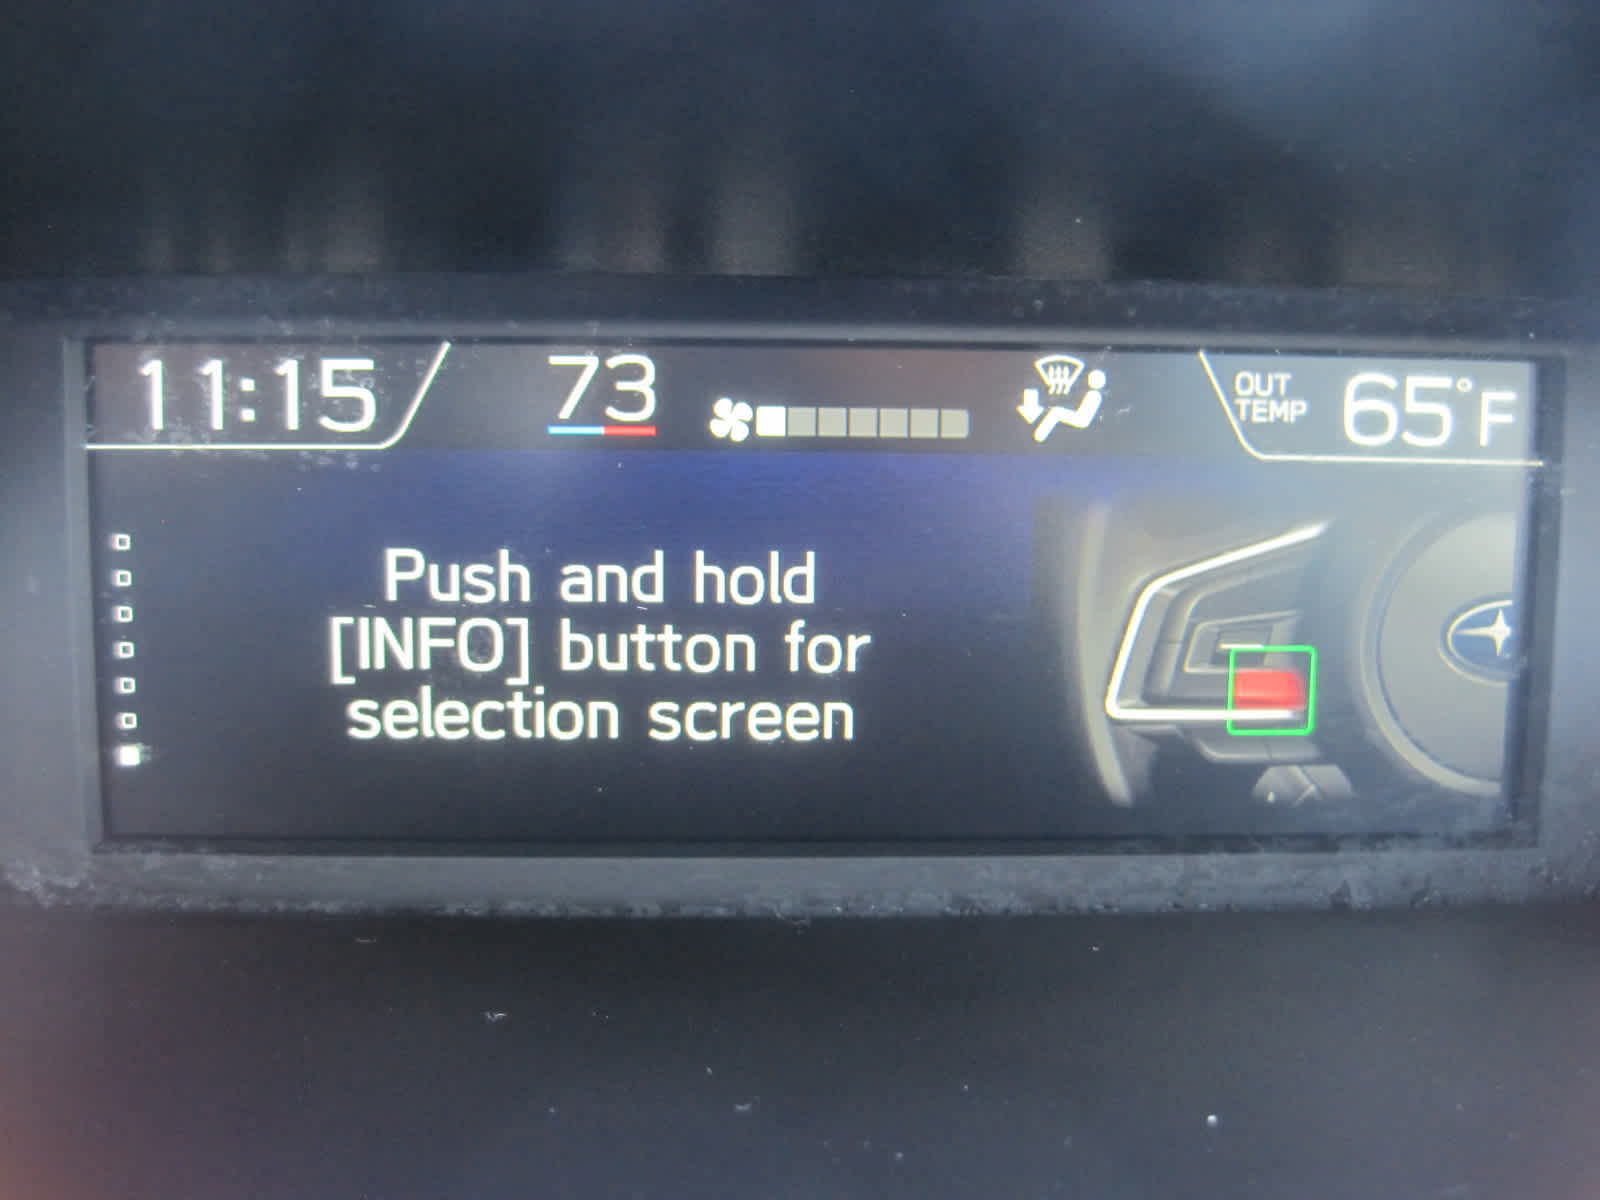 11:15
73
OUT TEMP 65°F
Push and hold
[INFO] button for
selection screen